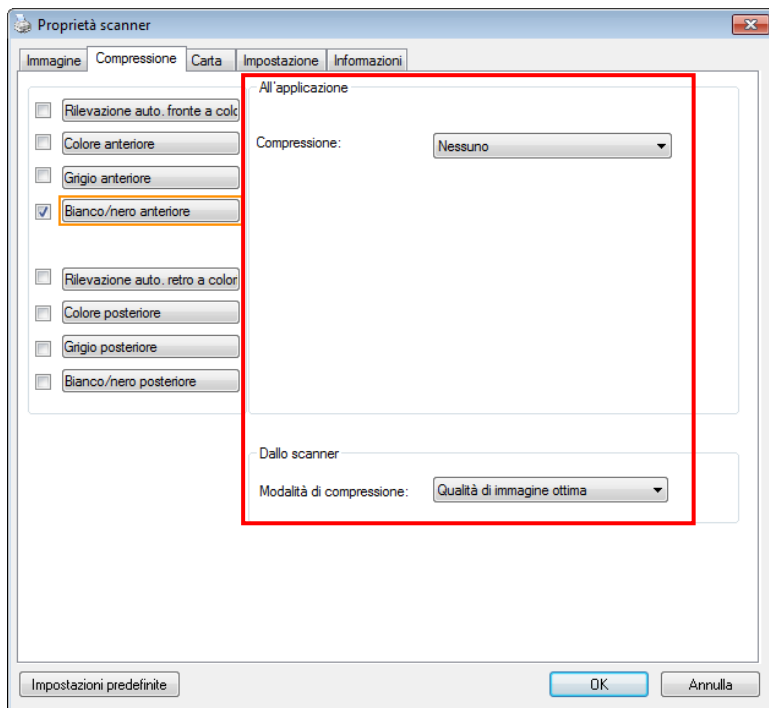 Proprietà scanner
Immagine Compressione Carta Impostazione Informazioni
All'applicazione
Rilevazione auto. fronte a colo
Colore anteriore
Compressione: Nessuno
Grigio anteriore
Bianco/nero anteriore
Rilevazione auto. retro a color
Colore posteriore
Grigio posteriore
Bianco/nero posteriore
Dallo scanner
Modalità di compressione: Qualità di immagine ottima
Impostazioni predefinite OK Annulla